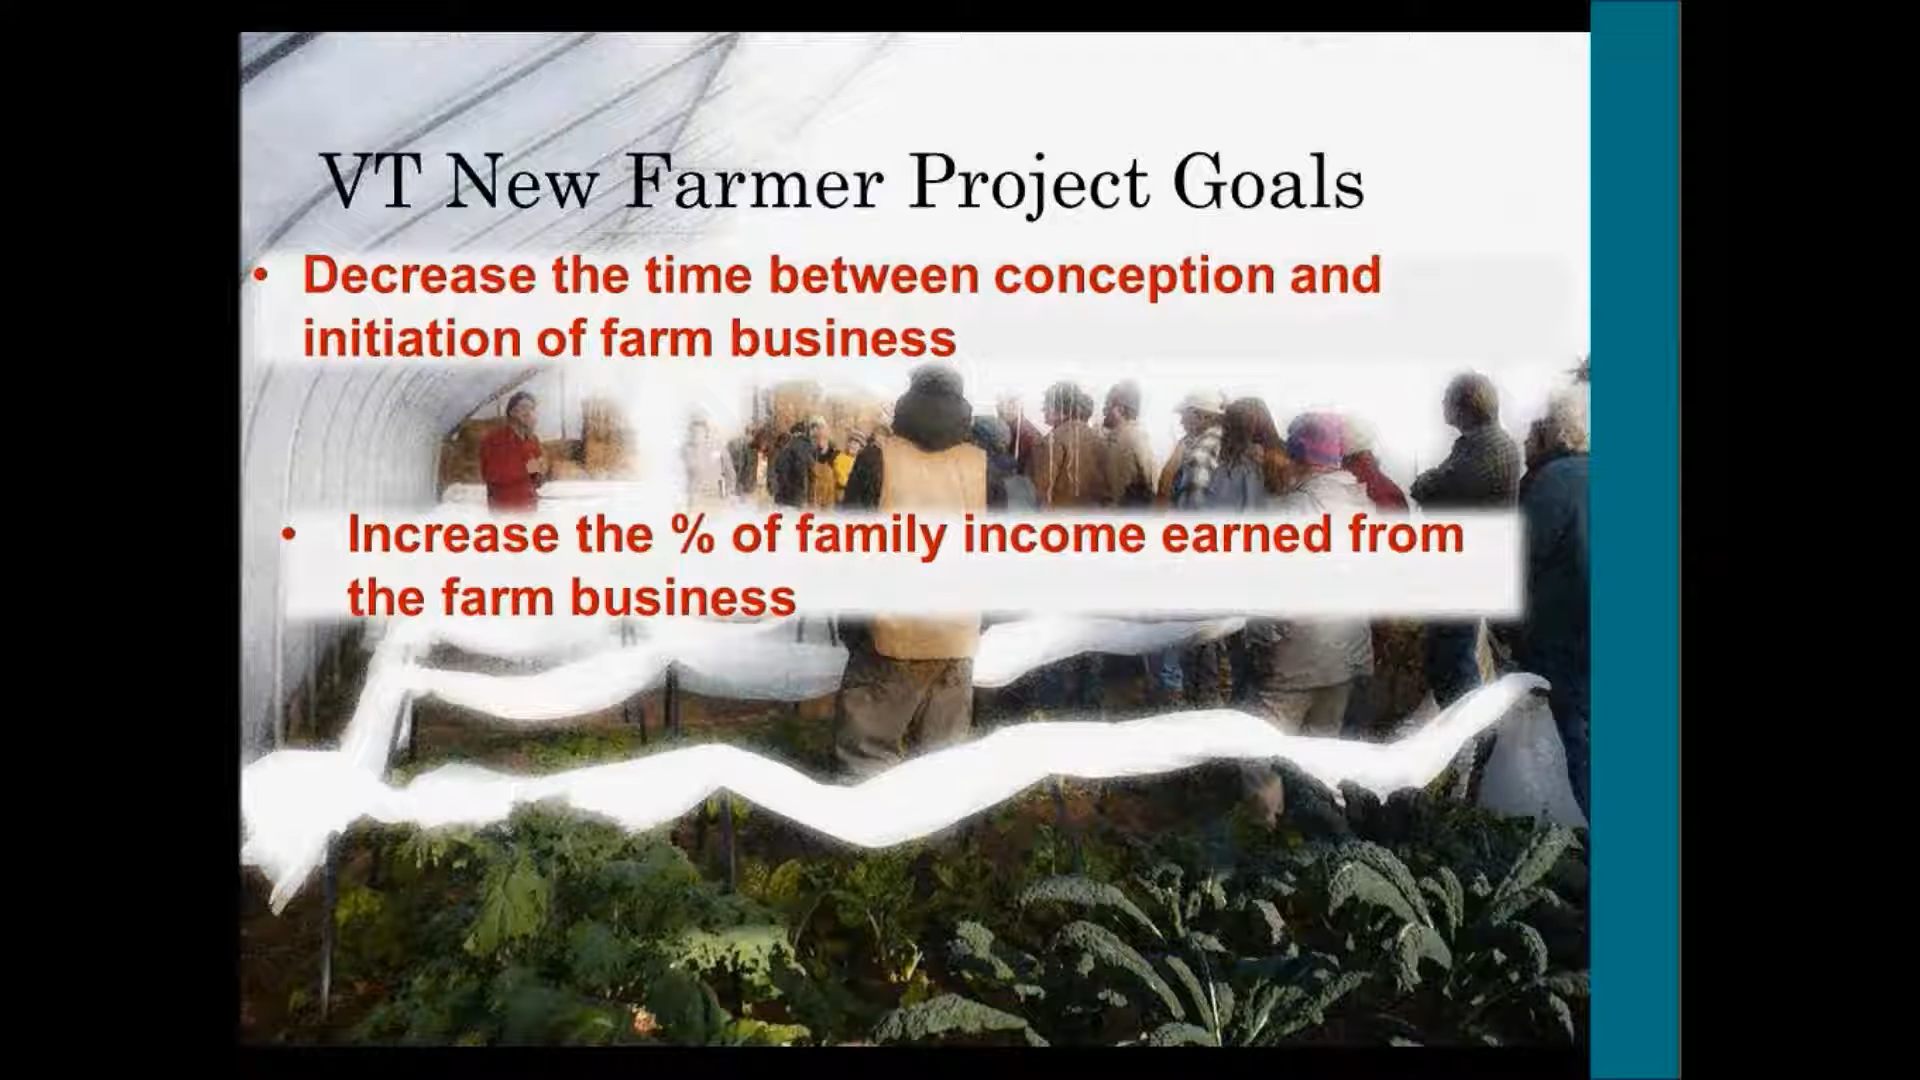 VT New Farmer Project Goals
• Decrease the time between conception and
initiation of farm business
• Increase the % of family income earned from
the farm business